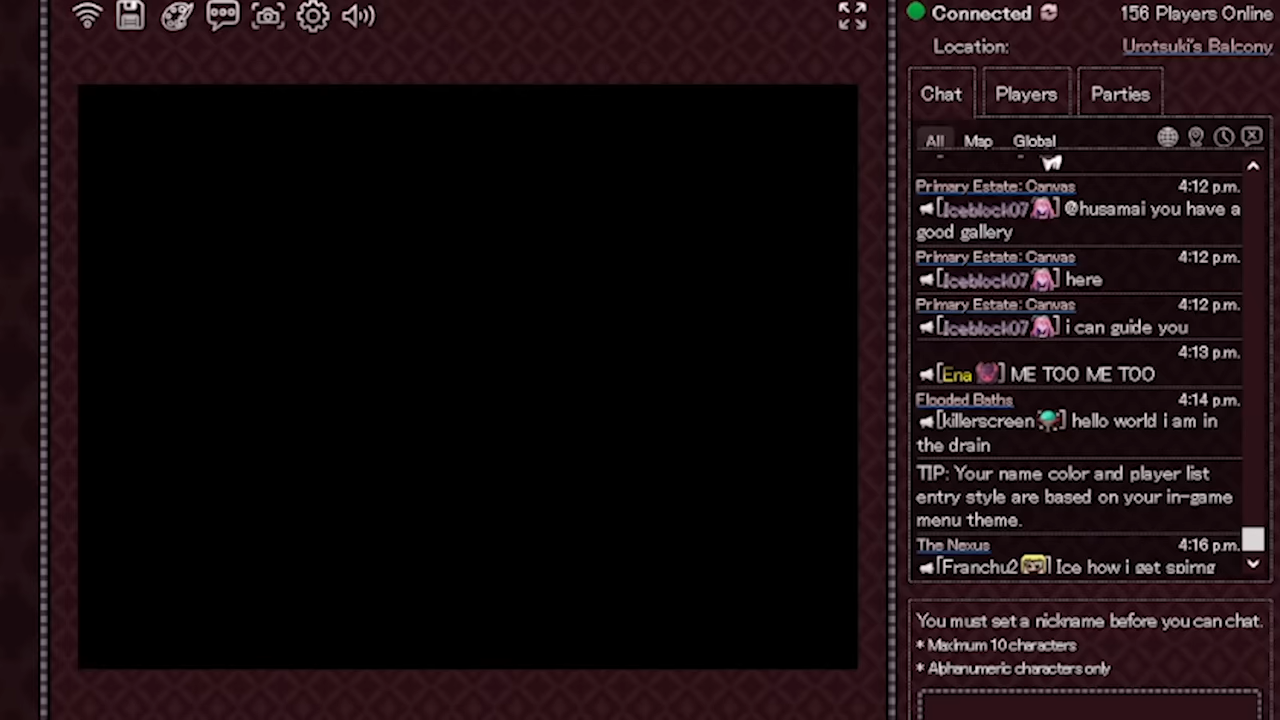 Connected
156 Players Online
Location:
Urotsuki's Balcony
Chat
Players
Parties
All
Map
Global
Primary Estate: Canvas
4:12 p.m.
[Iceblock07] @husamai you have a
good gallery
Primary Estate: Canvas
4:12 p.m.
[Iceblock07] here
Primary Estate: Canvas
4:12 p.m.
[Iceblock07] i can guide you
4:13 p.m.
[Ena] ME TOO ME TOO
Flooded Baths
4:14 p.m.
[killerscreen] hello world i am in
the drain
TIP: Your name color and player list
entry style are based on your in-game
menu theme.
The Nexus
4:16 p.m.
[Franchu2] Ice how i get spirng
You must set a nickname before you can chat.
* Maximum 10 characters
* Alphanumeric characters only